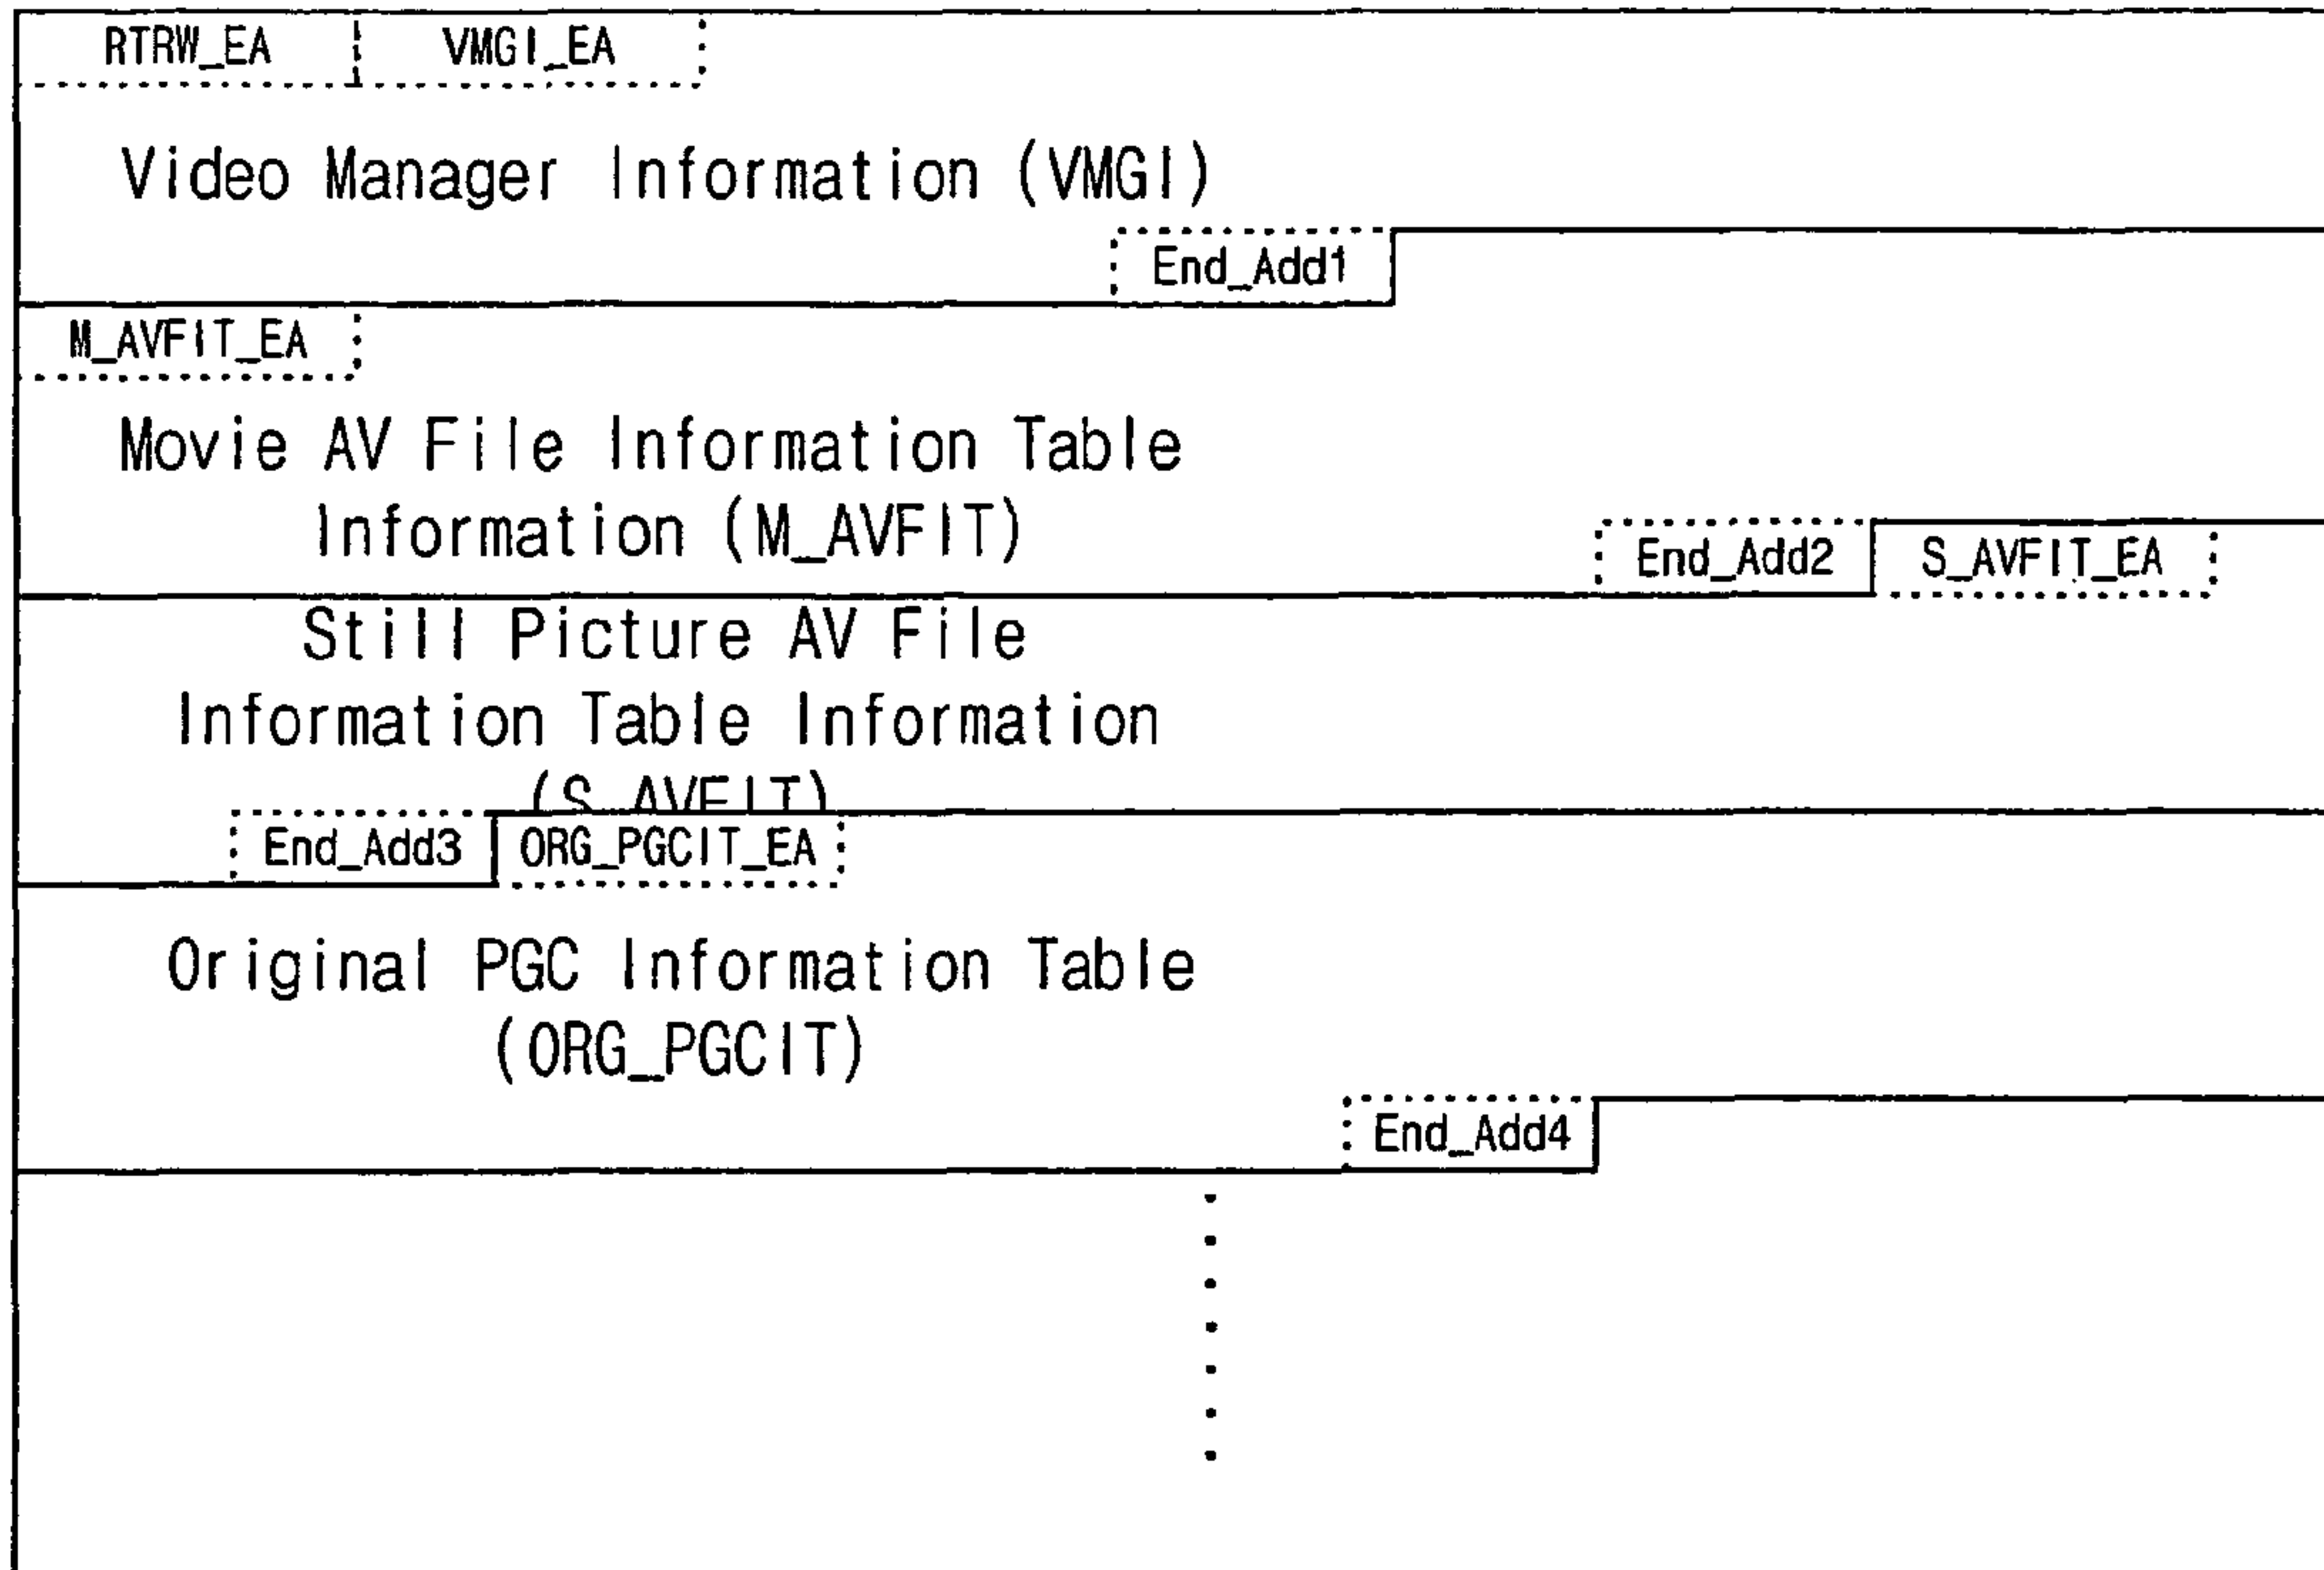 RTRW_EA VMGI_EA
Video Manager Information (VMGI)
End_Add1
M_AVFIT_EA
Movie AV File Information Table
Information (M_AVFIT)
End_Add2 S_AVFIT_EA
Still Picture AV File
Information Table Information
(S_AVFIT)
End_Add3 ORG_PGCIT_EA
Original PGC Information Table
(ORG_PGCIT)
End_Add4